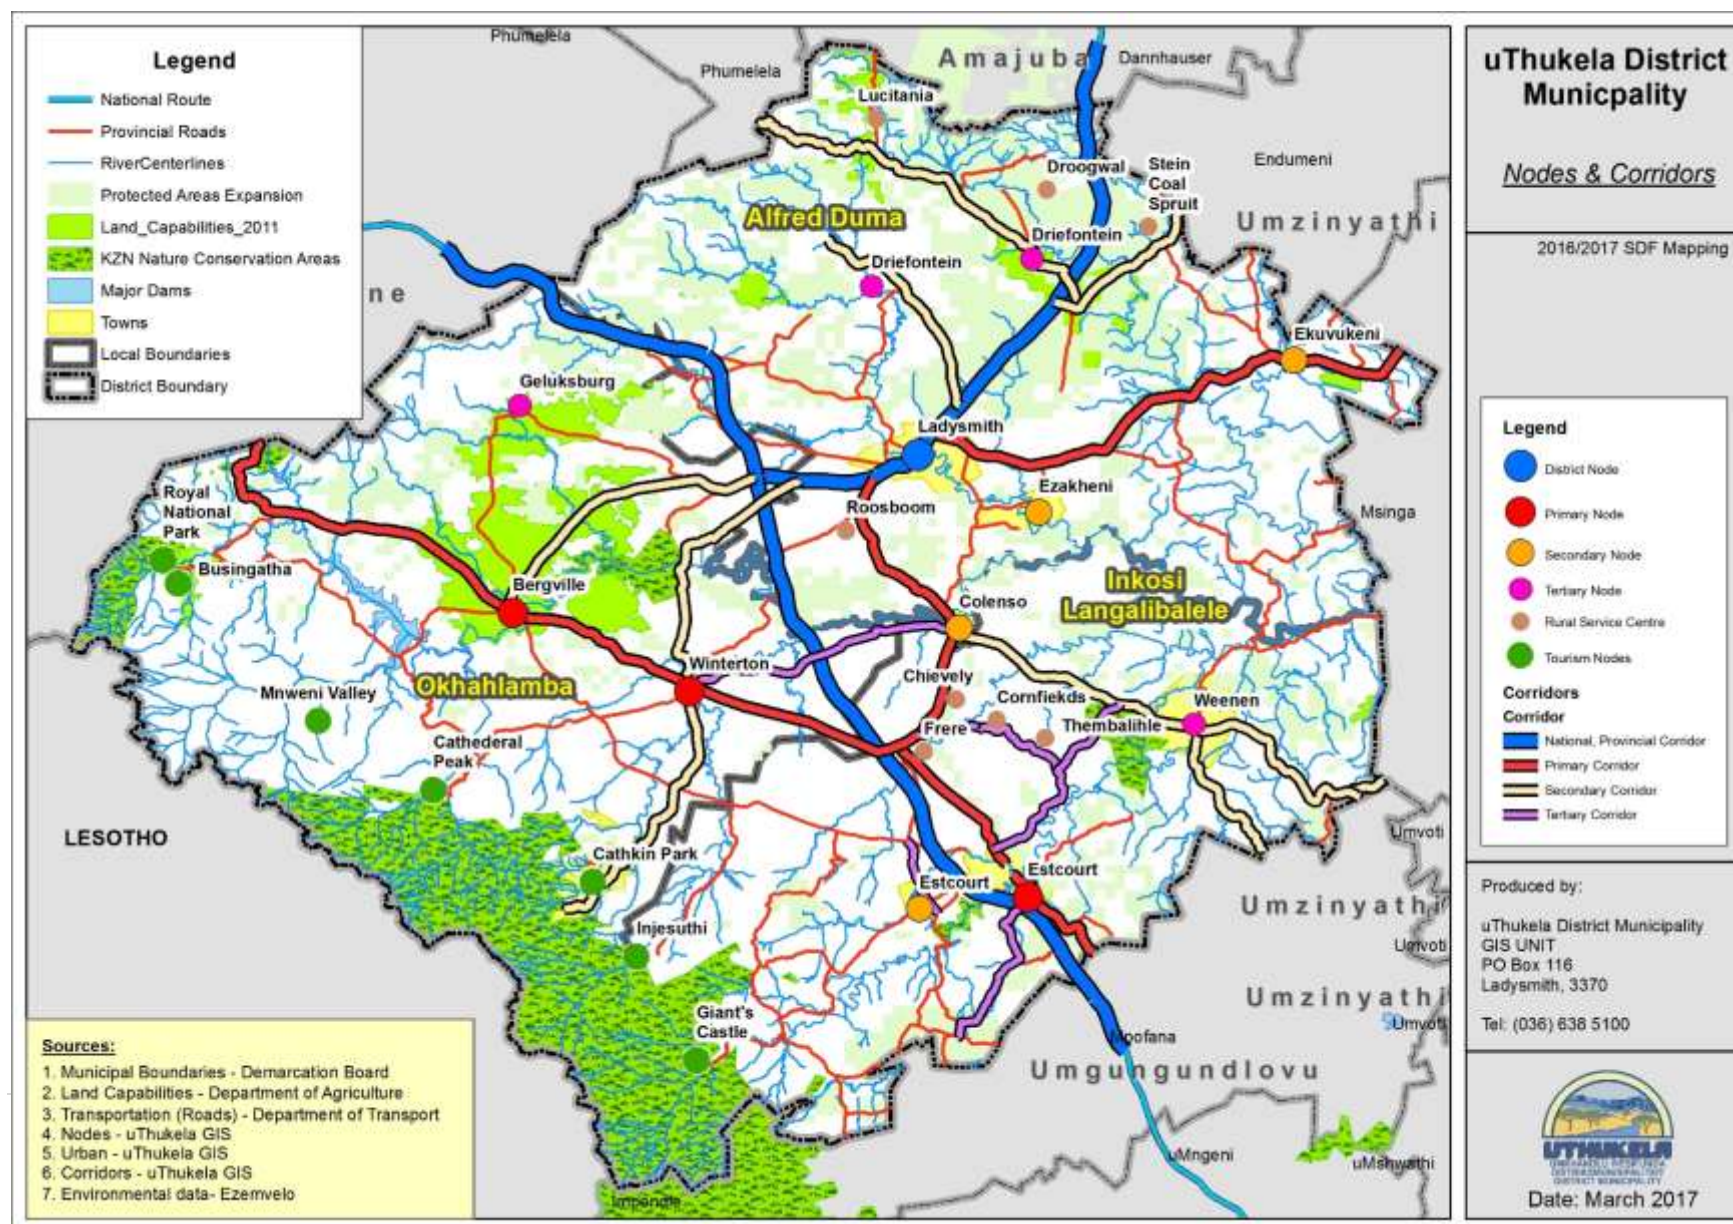 Legend
National Route
Provincial Roads
RiverCenterlines
Protected Areas Expansion
Land_Capabilities_2011
KZN Nature Conservation Areas
Major Dams
Towns
Local Boundaries
District Boundary
Phumelela
Phumelela
Amajuba
Dannhauser
Lucitania
Endumeni
Droogwal
Stein
Coal
Spruit
Umzinyathi
Alfred Duma
Driefontein
Driefontein
ne
Ekuvukeni
Geluksburg
Ladysmith
Royal
National
Park
Ezakheni
Roosboom
Msinga
Busingatha
Bergville
Inkosi
Langalibalele
Colenso
Winterton
Okhahlamba
Chievely
Cornfiekds
Weenen
Mnweni Valley
Frere
Thembalihle
Cathederal
Peak
LESOTHO
Umvoti
Cathkin Park
Estcourt
Estcourt
Umzinyathi
Injesuthi
Umvoti
Umzinyathi
Giant's
Castle
Umvoti
Moofana
Umgungundlovu
uMngeni
uMshwathi
Impendle
Sources:
1. Municipal Boundaries - Demarcation Board
2. Land Capabilities - Department of Agriculture
3. Transportation (Roads) - Department of Transport
4. Nodes - uThukela GIS
5. Urban - uThukela GIS
6. Corridors - uThukela GIS
7. Environmental data- Ezemvelo
uThukela District
Municpality
Nodes & Corridors
2016/2017 SDF Mapping
Legend
District Node
Primary Node
Secondary Node
Tertiary Node
Rural Service Centre
Tourism Nodes
Corridors
Corridor
National, Provincial Corridor
Primary Corridor
Secondary Corridor
Tertiary Corridor
Produced by:
uThukela District Municipality
GIS UNIT
PO Box 116
Ladysmith, 3370
Tel: (036) 638 5100
UTHUKELA
DISTRICT MUNICIPALITY
Date: March 2017